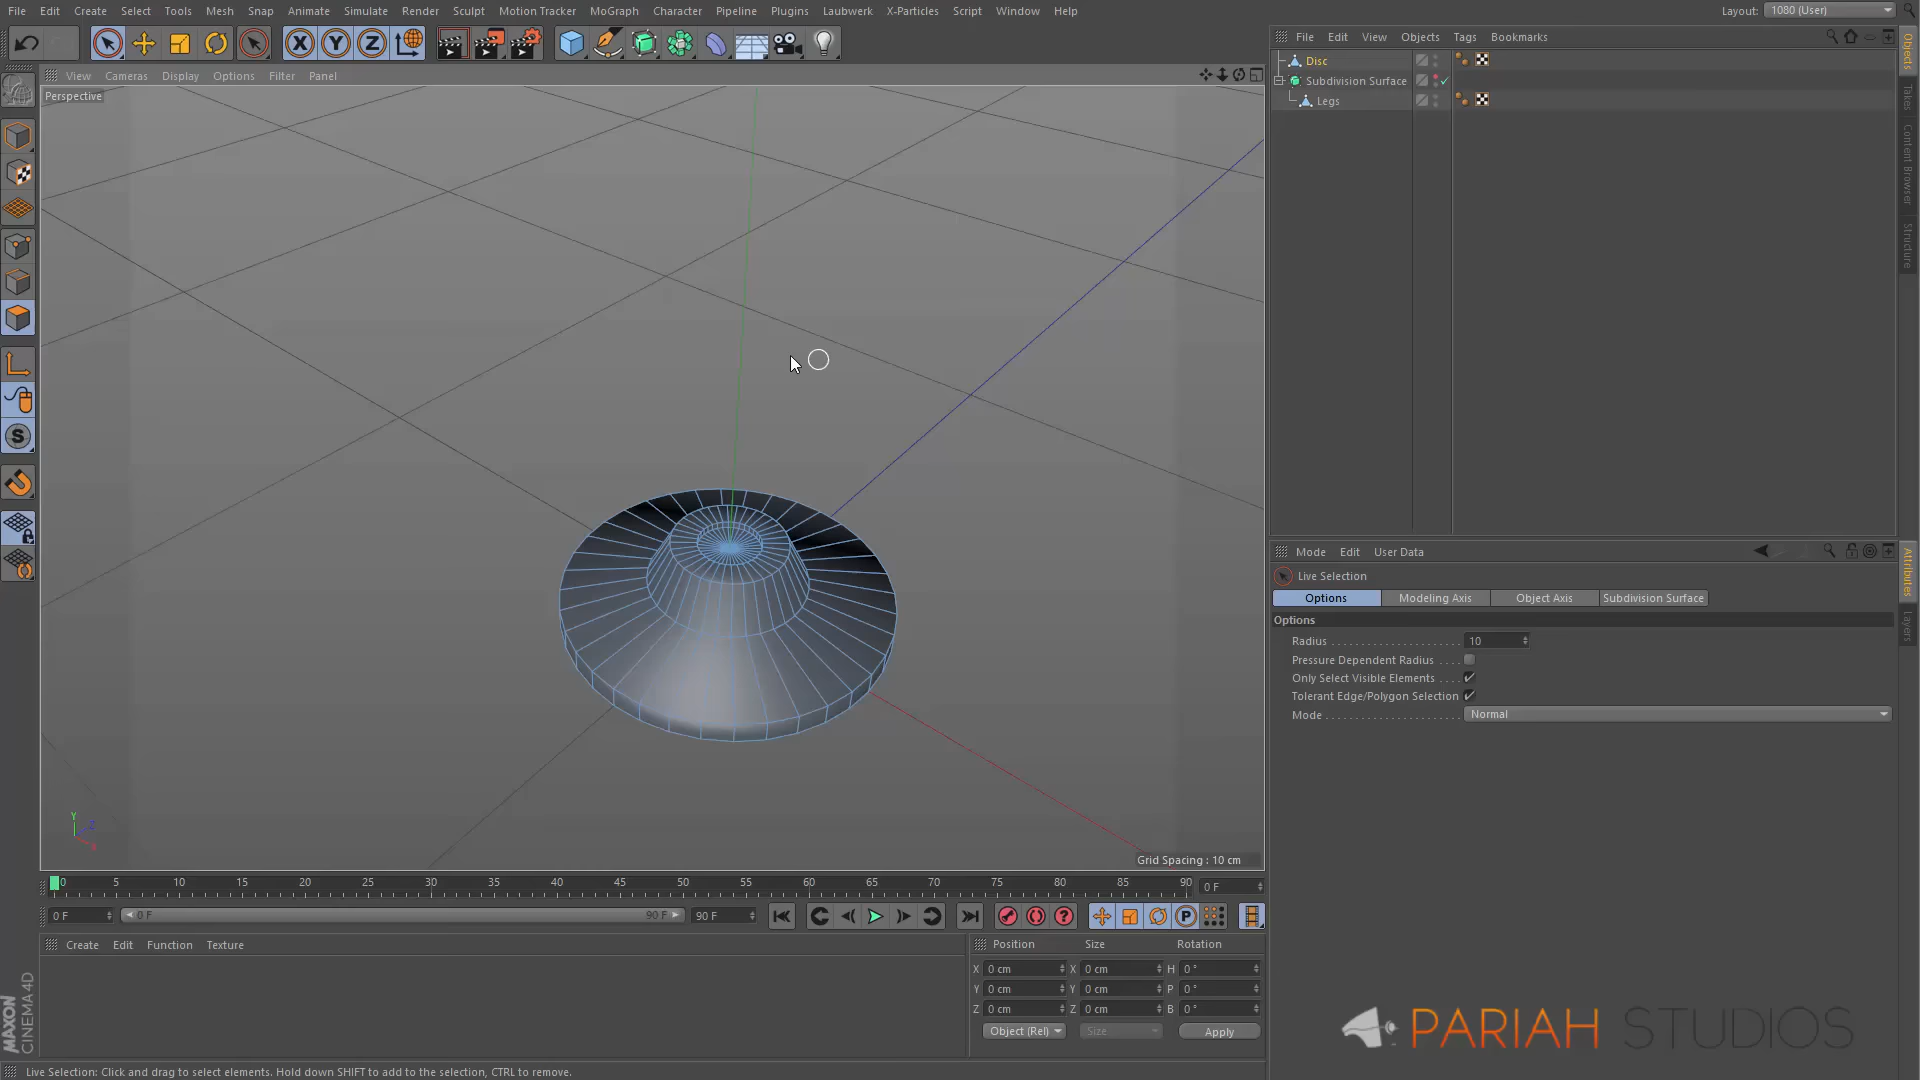 File Edit Create Select Tools Mesh Snap Animate Simulate Render Sculpt Motion Tracker MoGraph Character Pipeline Plugins Laubwerk X-Particles Script Window Help
Layout: 1080 (User)
File Edit View Objects Tags Bookmarks
View Cameras Display Options Filter Panel
Perspective
Disc
Subdivision Surface
Legs
Objects
Takes
Content Browser
Structure
Mode Edit User Data
Live Selection
Options Modeling Axis Object Axis Subdivision Surface
Options
Radius 10
Pressure Dependent Radius
Only Select Visible Elements
Tolerant Edge/Polygon Selection
Mode Normal
Attributes
Layers
Y
Z
X
Grid Spacing : 10 cm
0 5 10 15 20 25 30 35 40 45 50 55 60 65 70 75 80 85 90
0 F
0 F
0 F
90 F
90 F
Create Edit Function Texture
Position Size Rotation
X 0 cm X 0 cm H 0 °
Y 0 cm Y 0 cm P 0 °
Z 0 cm Z 0 cm B 0 °
Object (Rel) Size Apply
MAXON
CINEMA 4D
PARIAH STUDIOS
Live Selection: Click and drag to select elements. Hold down SHIFT to add to the selection, CTRL to remove.